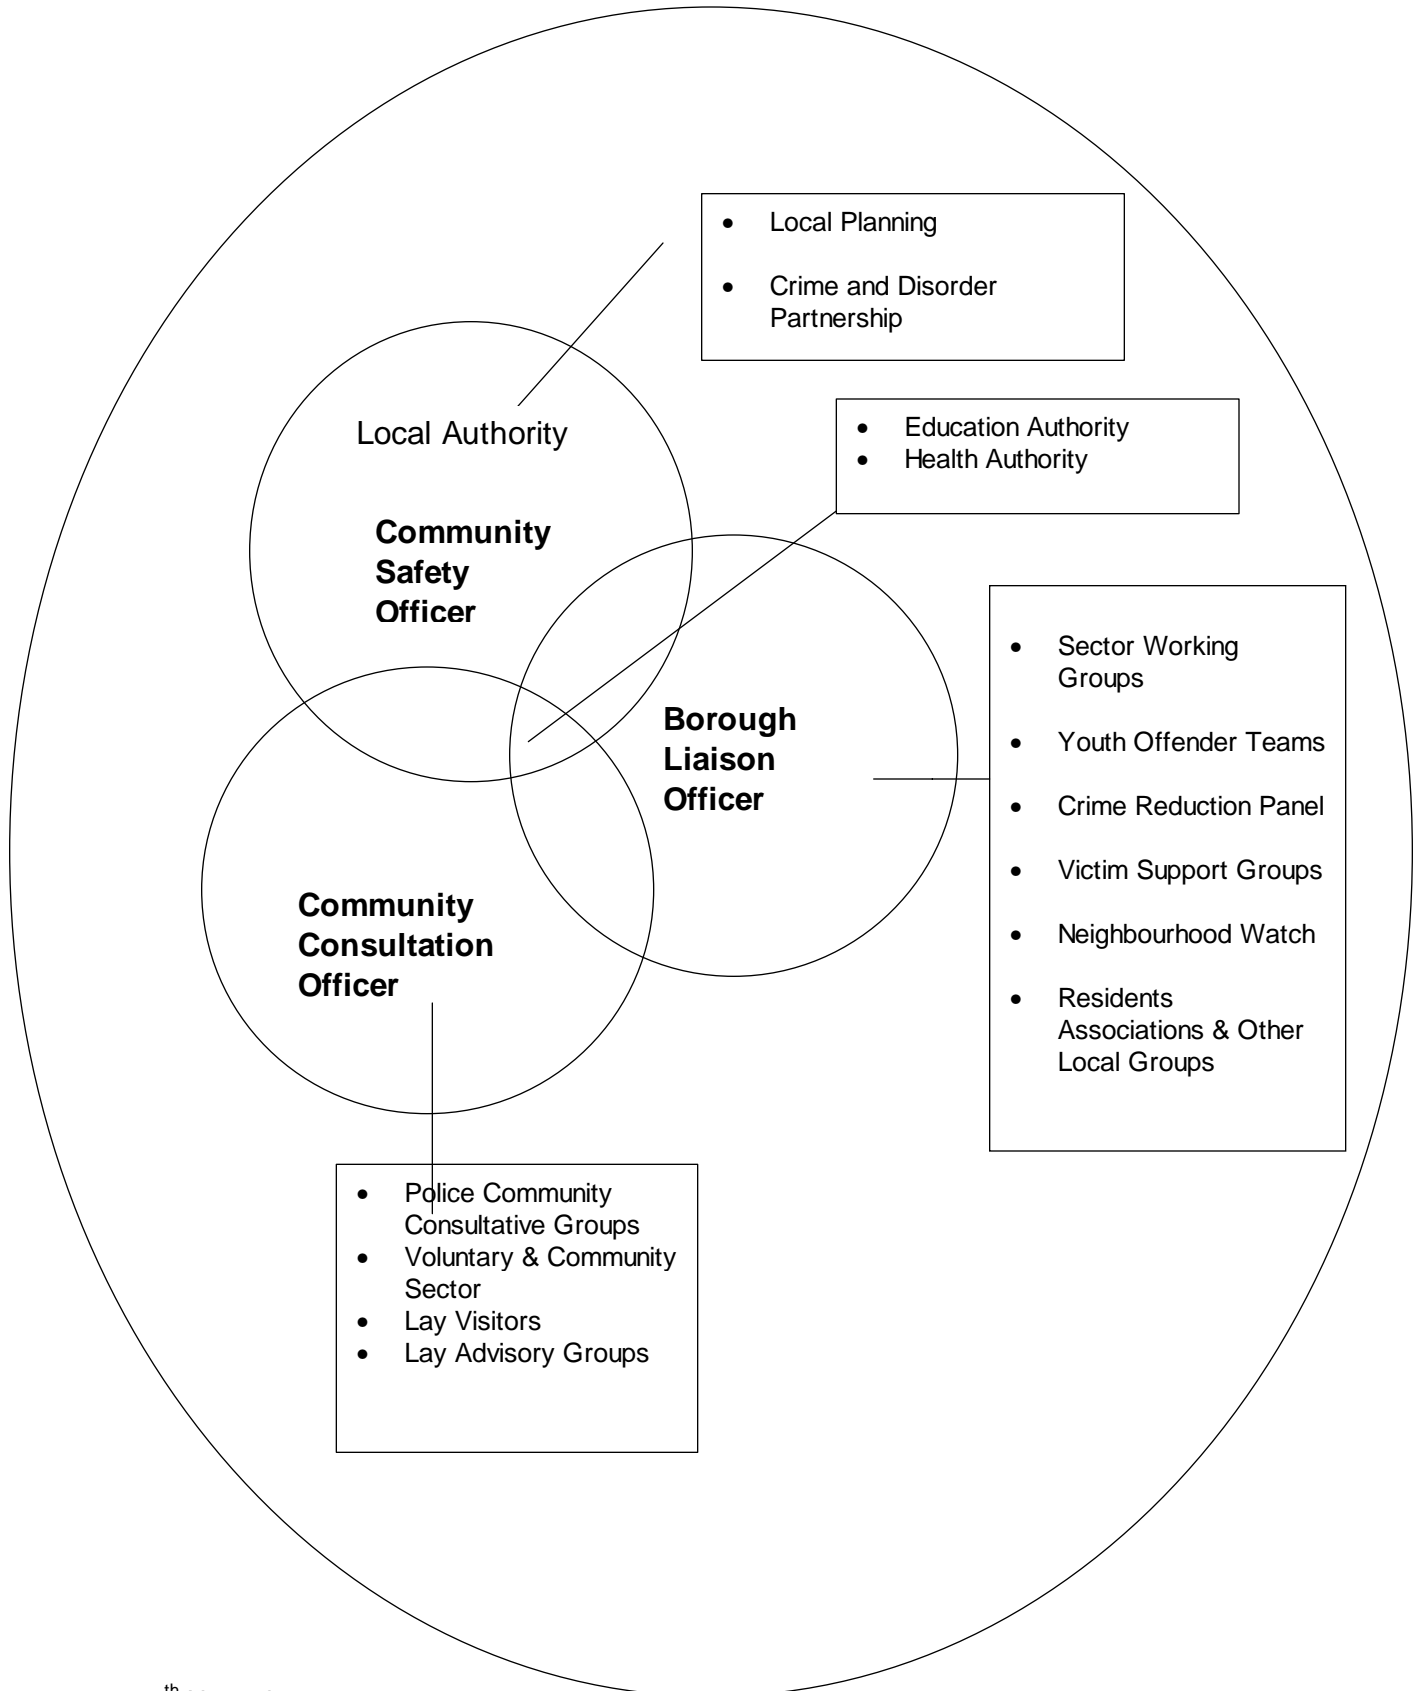 • Local Planning
• Crime and Disorder
Partnership
Local Authority
• Education Authority
• Health Authority
Community
Safety
Officer
• Sector Working
Groups
• Youth Offender Teams
• Crime Reduction Panel
• Victim Support Groups
• Neighbourhood Watch
• Residents
Associations & Other
Local Groups
Borough
Liaison
Officer
Community
Consultation
Officer
• Police Community
Consultative Groups
• Voluntary & Community
Sector
• Lay Visitors
• Lay Advisory Groups
th